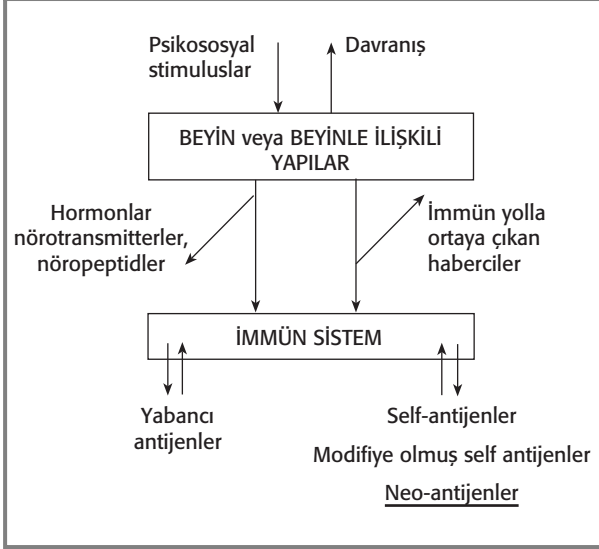 Psikososyal
stimuluslar
Davranış
BEYİN veya BEYİNLE İLİŞKİLİ
YAPILAR
Hormonlar
nörotransmitterler,
nöropeptidler
İmmün yolla
ortaya çıkan
haberciler
İMMÜN SİSTEM
Yabancı
antijenler
Self-antijenler
Modifiye olmuş self antijenler
Neo-antijenler